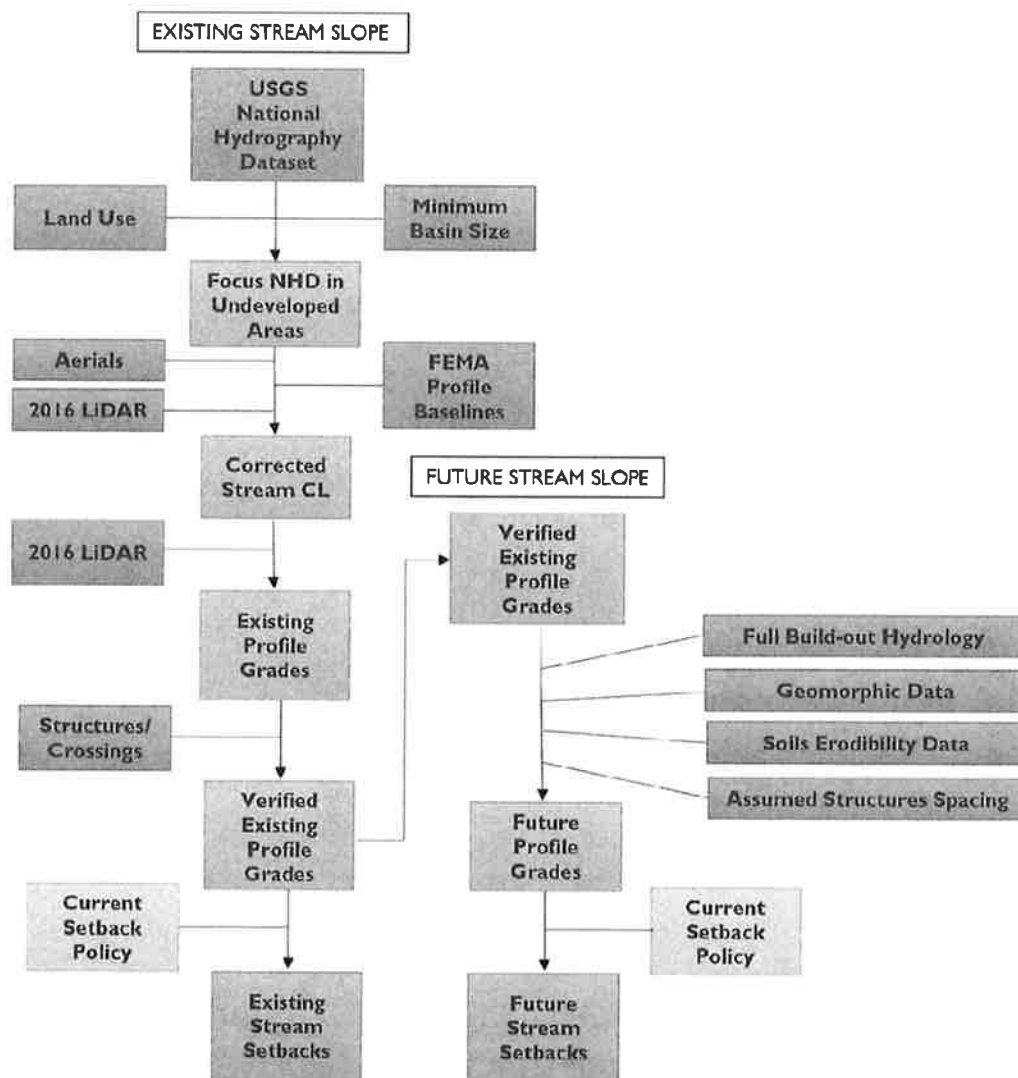 EXISTING STREAM SLOPE
USGS
National
Hydrography
Dataset
Land Use
Minimum
Basin Size
Focus NHD in
Undeveloped
Areas
Aerials
FEMA
Profile
Baselines
2016 LiDAR
Corrected
Stream CL
FUTURE STREAM SLOPE
2016 LiDAR
Verified
Existing
Profile
Grades
Existing
Profile
Grades
Full Build-out Hydrology
Geomorphic Data
Structures/
Crossings
Soils Erodibility Data
Assumed Structures Spacing
Verified
Existing
Profile
Grades
Future
Profile
Grades
Current
Setback
Policy
Current
Setback
Policy
Existing
Stream
Setbacks
Future
Stream
Setbacks